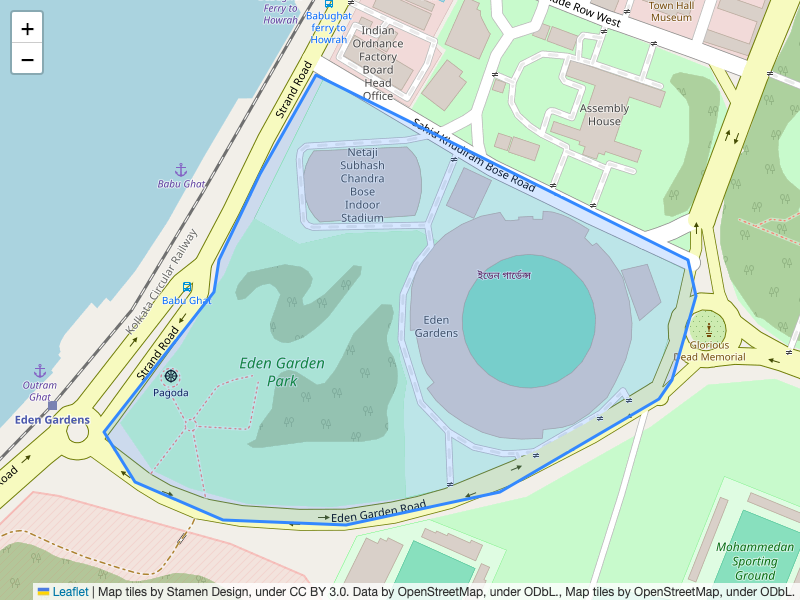 +
−
Ferry to
Howrah
Babughat
ferry to
Howrah
Indian
Ordnance
Factory
Board
Head
Office
Row West
Town Hall
Museum
Strand Road
Assembly
House
Sahid Khudiram Bose Road
Netaji
Subhash
Chandra
Bose
Indoor
Stadium
Babu Ghat
Kolkata Circular Railway
ইডেন গার্ডেন্স
Babu Ghat
Eden
Gardens
Glorious
Dead Memorial
Strand Road
Eden Garden
Park
Pagoda
Outram
Ghat
Eden Gardens
Road
Eden Garden Road
Mohammedan
Sporting
Ground
Leaflet | Map tiles by Stamen Design, under CC BY 3.0. Data by OpenStreetMap, under ODbL., Map tiles by OpenStreetMap, under ODbL.